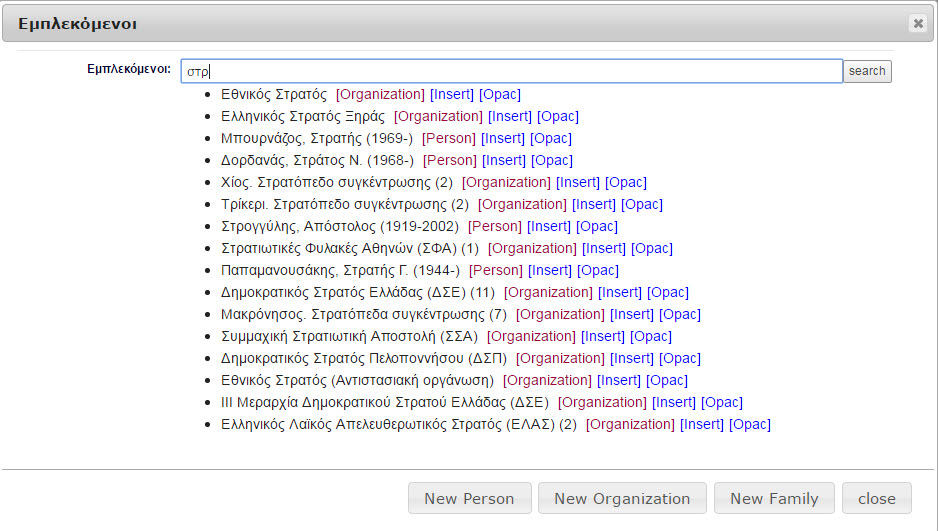 Εμπλεκόμενοι
Εμπλεκόμενοι: στρ search
Εθνικός Στρατός [Organization] [Insert] [Opac]
Ελληνικός Στρατός Ξηράς [Organization] [Insert] [Opac]
Μπουρνάζος, Στρατής (1969-) [Person] [Insert] [Opac]
Δορδανάς, Στράτος Ν. (1968-) [Person] [Insert] [Opac]
Χίος. Στρατόπεδο συγκέντρωσης (2) [Organization] [Insert] [Opac]
Τρίκερι. Στρατόπεδο συγκέντρωσης (2) [Organization] [Insert] [Opac]
Στρογγύλης, Απόστολος (1919-2002) [Person] [Insert] [Opac]
Στρατιωτικές Φυλακές Αθηνών (ΣΦΑ) (1) [Organization] [Insert] [Opac]
Παπαμανουσάκης, Στρατής Γ. (1944-) [Person] [Insert] [Opac]
Δημοκρατικός Στρατός Ελλάδας (ΔΣΕ) (11) [Organization] [Insert] [Opac]
Μακρόνησος. Στρατόπεδα συγκέντρωσης (7) [Organization] [Insert] [Opac]
Συμμαχική Στρατιωτική Αποστολή (ΣΣΑ) [Organization] [Insert] [Opac]
Δημοκρατικός Στρατός Πελοποννήσου (ΔΣΠ) [Organization] [Insert] [Opac]
Εθνικός Στρατός (Αντιστασιακή οργάνωση) [Organization] [Insert] [Opac]
ΙΙΙ Μεραρχία Δημοκρατικού Στρατού Ελλάδας (ΔΣΕ) [Organization] [Insert] [Opac]
Ελληνικός Λαϊκός Απελευθερωτικός Στρατός (ΕΛΑΣ) (2) [Organization] [Insert] [Opac]
New Person New Organization New Family close